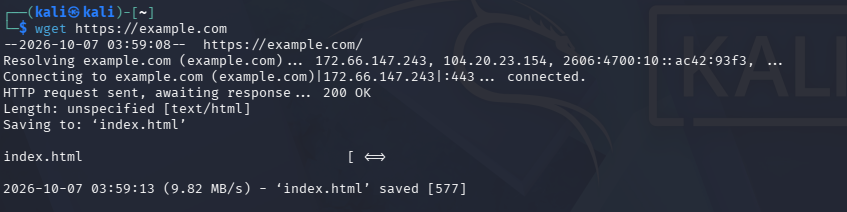 ┌──(kali㉿kali)-[~]
└─$ wget https://example.com
--2026-10-07 03:59:08--  https://example.com/
Resolving example.com (example.com)... 172.66.147.243, 104.20.23.154, 2606:4700:10::ac42:93f3, ...
Connecting to example.com (example.com)|172.66.147.243|:443... connected.
HTTP request sent, awaiting response... 200 OK
Length: unspecified [text/html]
Saving to: ‘index.html’
index.html [ <=>
2026-10-07 03:59:13 (9.82 MB/s) - ‘index.html’ saved [577]
KALI